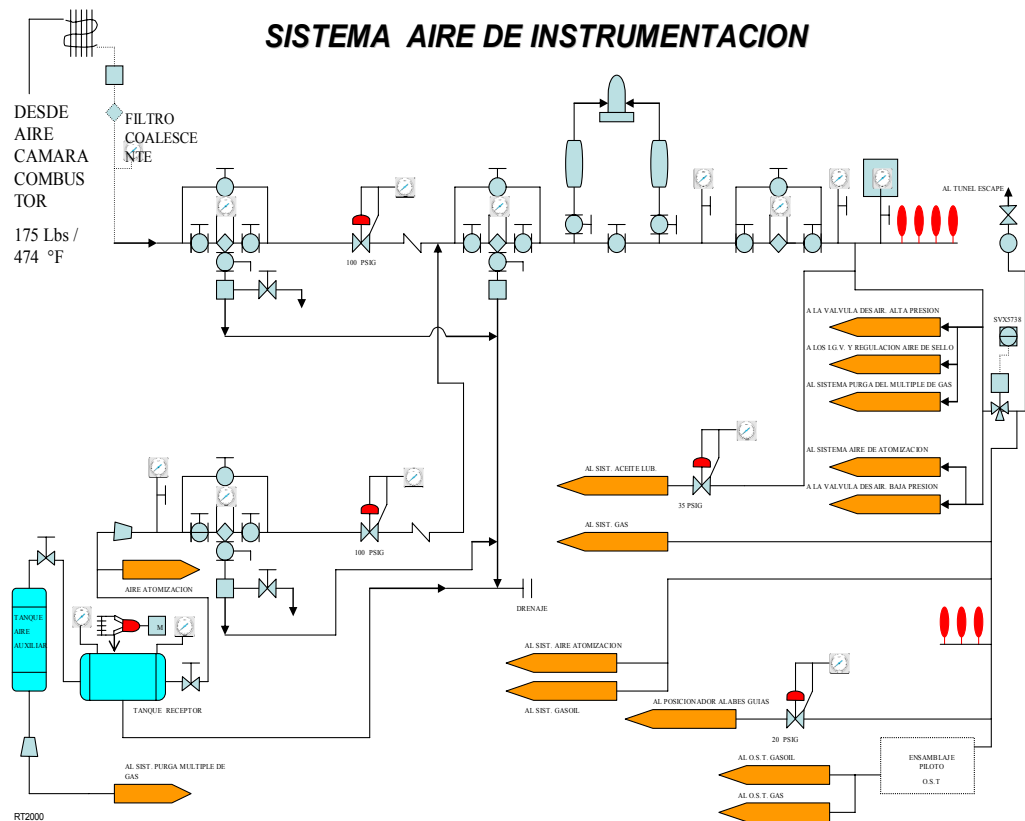 SISTEMA AIRE DE INSTRUMENTACION
DESDE
AIRE
CAMARA
COMBUS
TOR
175 Lbs /
474 °F
FILTRO
COALESCE
NTE
100 PSIG
AL TUNEL ESCAPE
SVX5738
A LA VALVULA DES AIR. ALTA PRESION
A LOS I.G.V. Y REGULACION AIRE DE SELLO
AL SISTEMA PURGA DEL MULTIPLE DE GAS
AL SISTEMA AIRE DE ATOMIZACION
A LA VALVULA DES AIR. BAJA PRESION
AL SIST. ACEITE LUB.
35 PSIG
AL SIST. GAS
100 PSIG
AIRE ATOMIZACION
DRENAJE
TANQUE
AIRE
AUXILIAR
M
TANQUE RECEPTOR
AL SIST. AIRE ATOMIZACION
AL SIST. GASOIL
AL POSICIONADOR ALABES GUIAS
20 PSIG
ENSAMBLAJE
PILOTO
O.S.T
AL O.S.T. GASOIL
AL O.S.T. GAS
AL SIST. PURGA MULTIPLE DE
GAS
RT2000